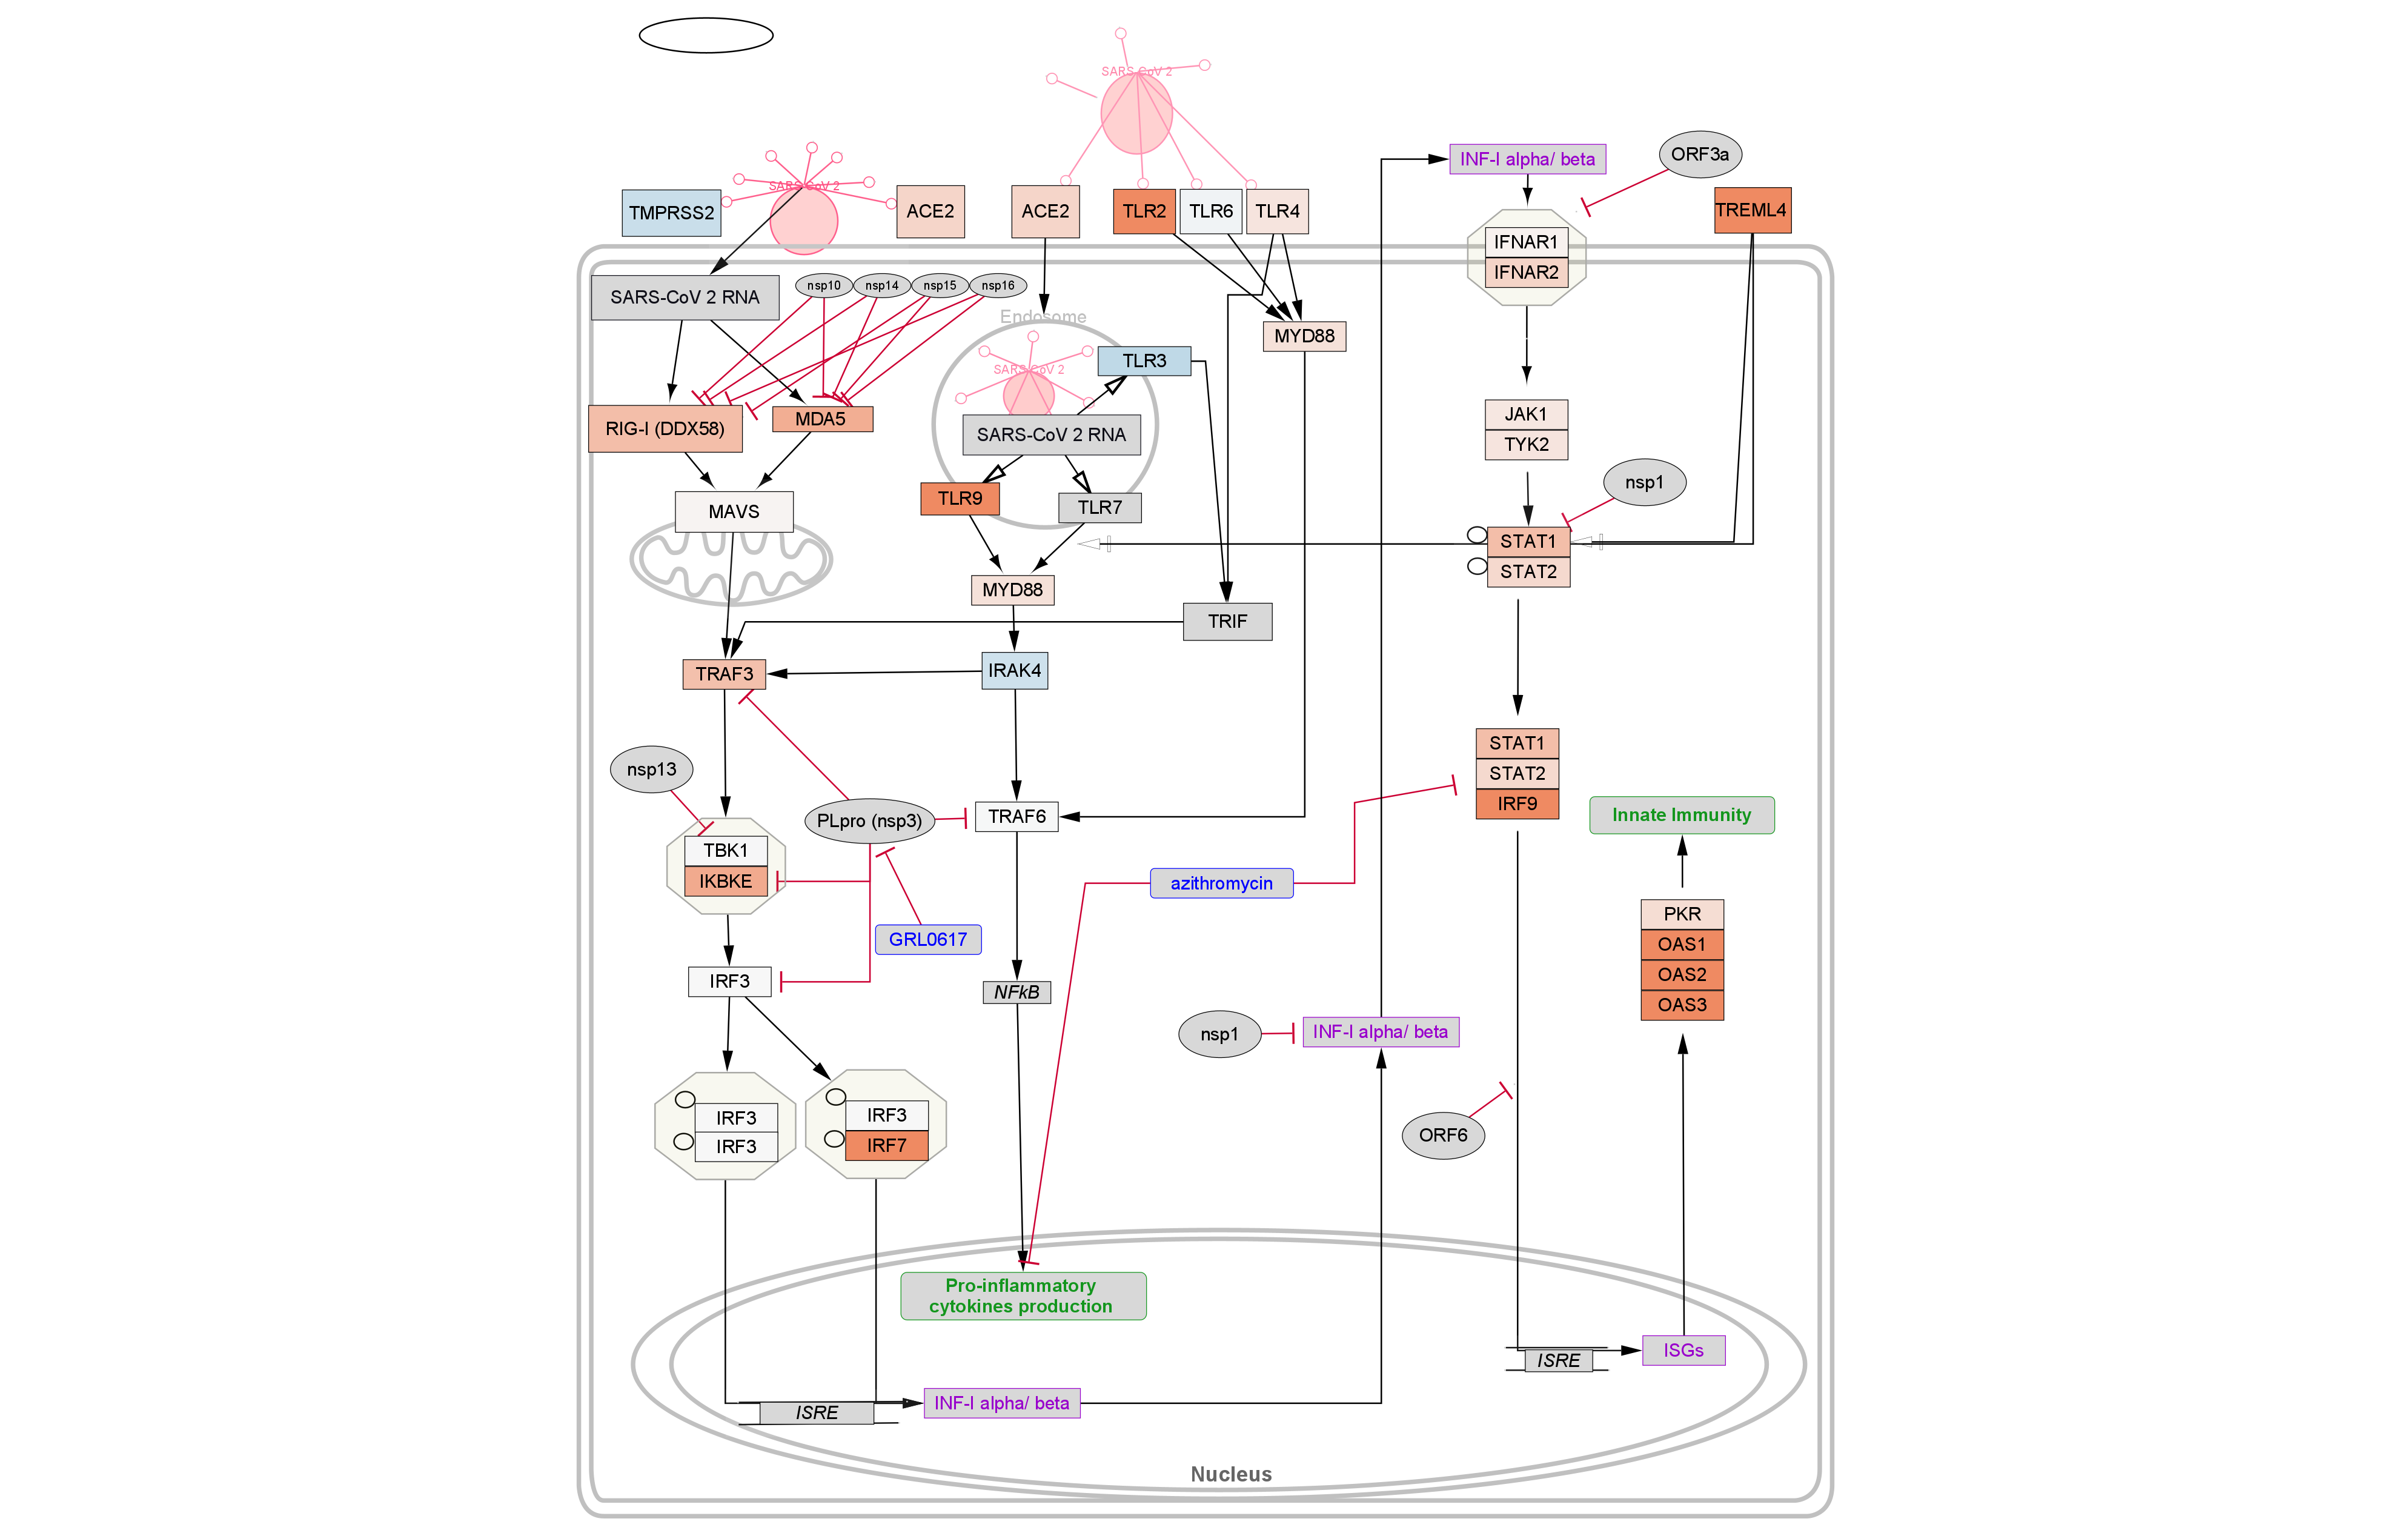 SARS-CoV 2
INF-I alpha/ beta
ORF3a
SARS-CoV 2
TMPRSS2
ACE2
ACE2
TLR2
TLR6
TLR4
TREML4
IFNAR1
IFNAR2
SARS-CoV 2 RNA
nsp10
nsp14
nsp15
nsp16
Endosome
MYD88
TLR3
SARS-CoV 2
JAK1
TYK2
RIG-I (DDX58)
MDA5
SARS-CoV 2 RNA
nsp1
TLR9
TLR7
MAVS
STAT1
STAT2
MYD88
TRIF
TRAF3
IRAK4
STAT1
STAT2
IRF9
nsp13
PLpro (nsp3)
TRAF6
Innate Immunity
TBK1
IKBKE
azithromycin
GRL0617
PKR
OAS1
OAS2
OAS3
IRF3
NFkB
nsp1
INF-I alpha/ beta
IRF3
IRF3
IRF3
IRF7
ORF6
Pro-inflammatory
cytokines production
ISRE
ISGs
ISRE
INF-I alpha/ beta
Nucleus